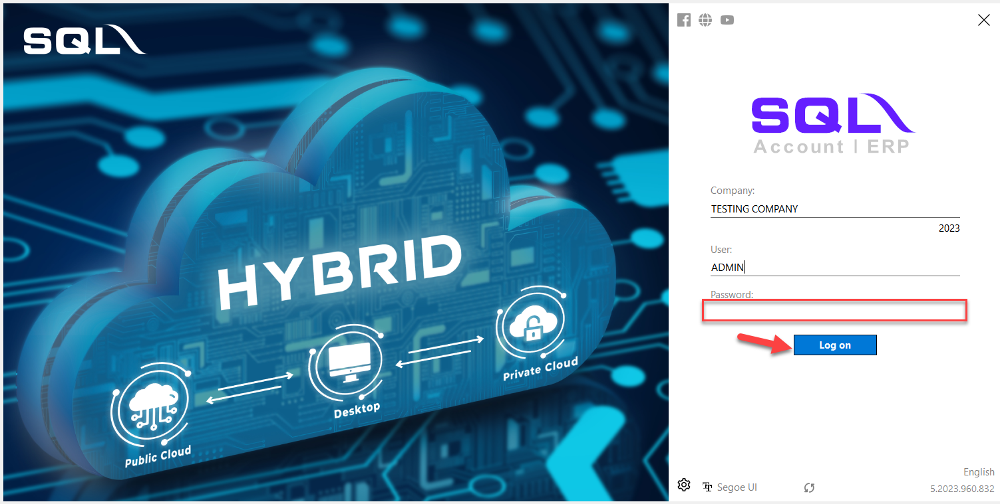 SQL
HYBRID
Public Cloud
Desktop
Private Cloud
SQL
Account | ERP
Company:
TESTING COMPANY
2023
User:
ADMIN
Password:
Log on
Segoe UI
English
5.2023.960.832